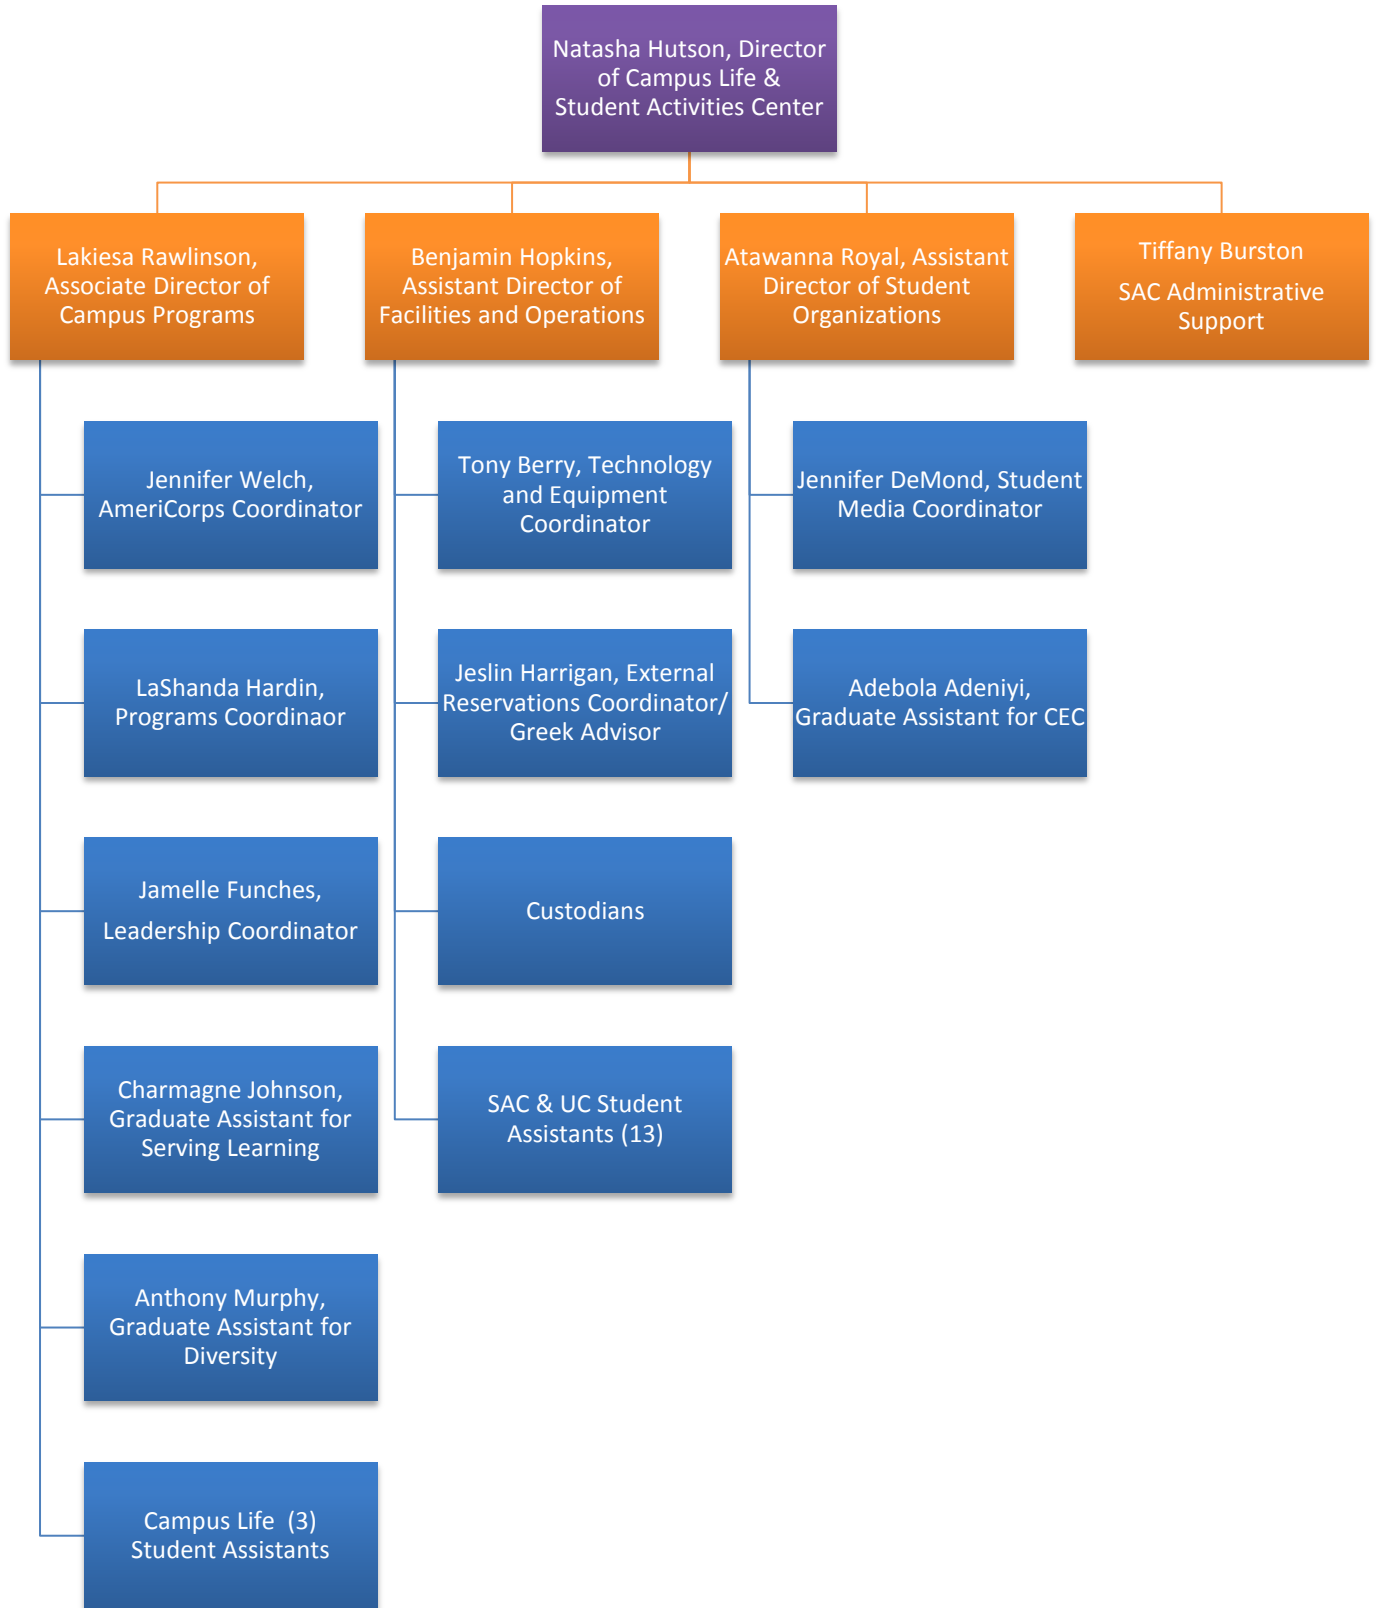 Natasha Hutson, Director
of Campus Life &
Student Activities Center
Lakiesa Rawlinson,
Associate Director of
Campus Programs
Benjamin Hopkins,
Assistant Director of
Facilities and Operations
Atawanna Royal, Assistant
Director of Student
Organizations
Tiffany Burston
SAC Administrative
Support
Jennifer Welch,
AmeriCorps Coordinator
LaShanda Hardin,
Programs Coordinaor
Jamelle Funches,
Leadership Coordinator
Charmagne Johnson,
Graduate Assistant for
Serving Learning
Anthony Murphy,
Graduate Assistant for
Diversity
Campus Life  (3)
Student Assistants
Tony Berry, Technology
and Equipment
Coordinator
Jeslin Harrigan, External
Reservations Coordinator/
Greek Advisor
Custodians
SAC & UC Student
Assistants (13)
Jennifer DeMond, Student
Media Coordinator
Adebola Adeniyi,
Graduate Assistant for CEC